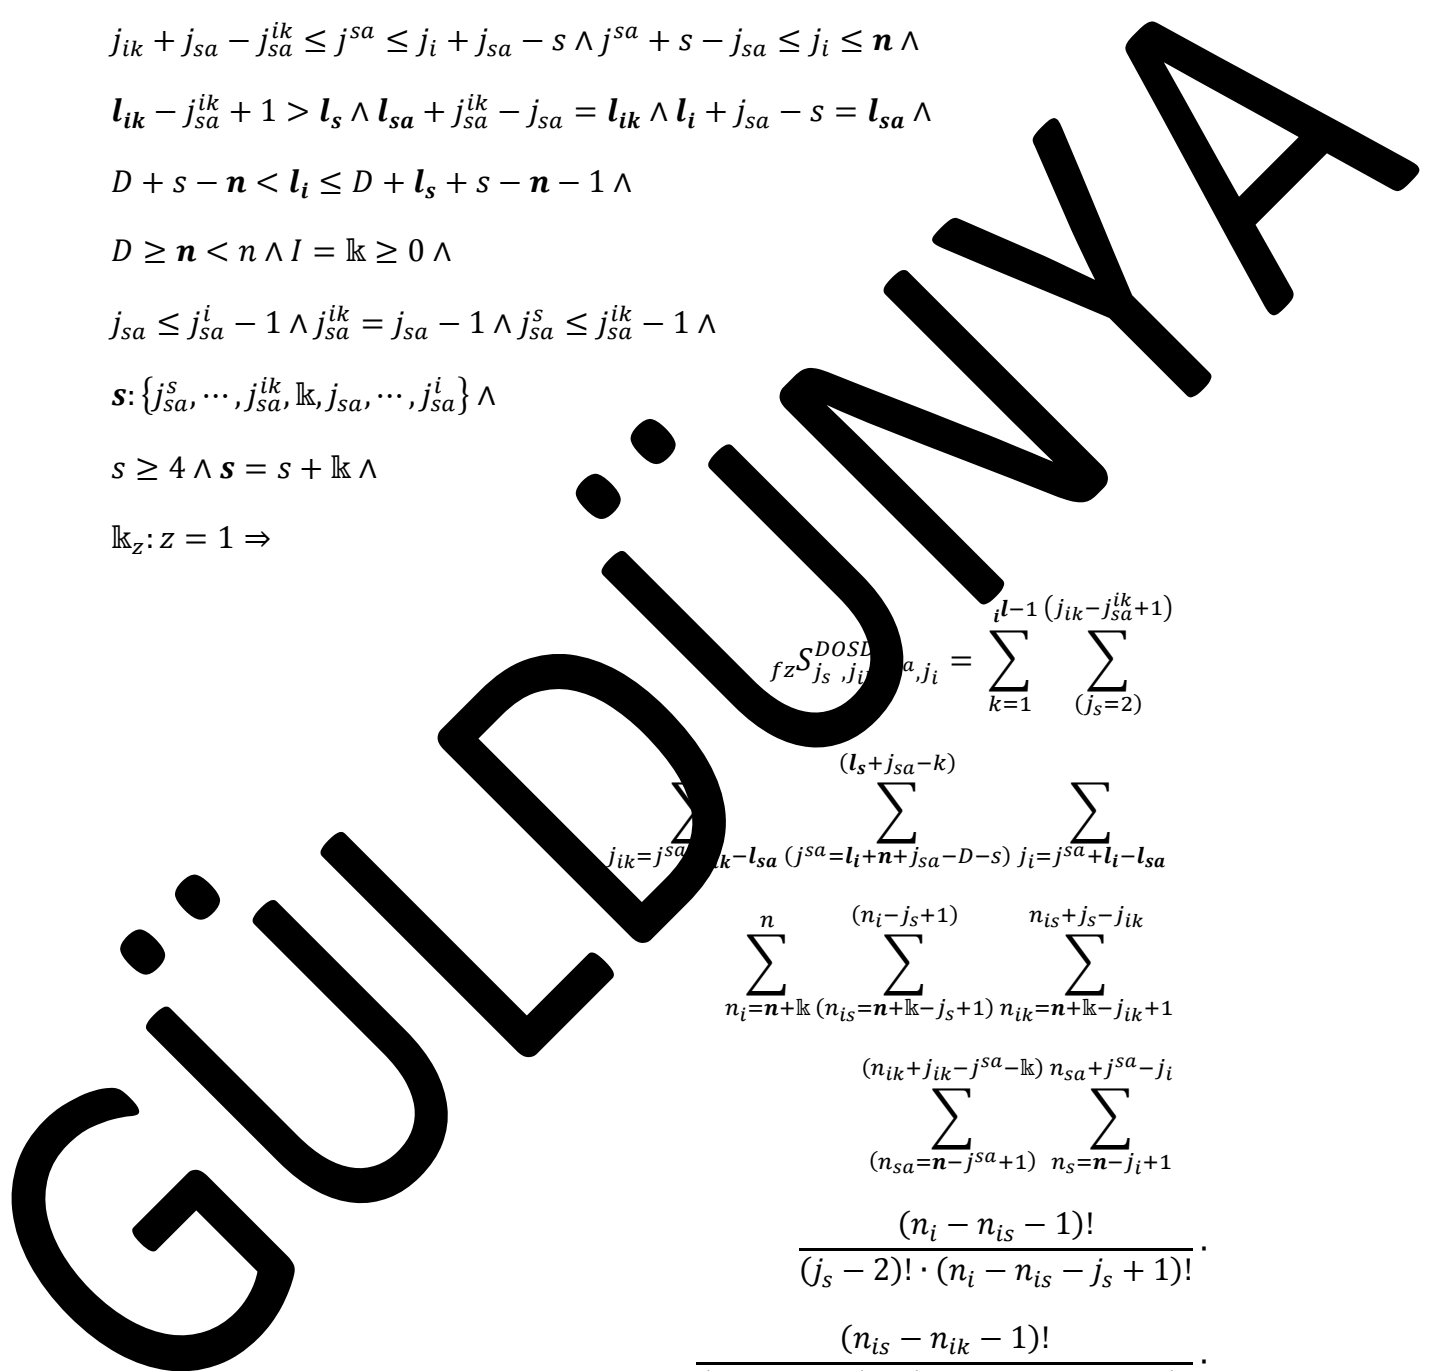 j_{ik} + j_{sa} − j_{sa}^{ik} ≤ j^{sa} ≤ j_i + j_{sa} − s ∧ j^{sa} + s − j_{sa} ≤ j_i ≤ n ∧
l_{ik} − j_{sa}^{ik} + 1 > l_s ∧ l_{sa} + j_{sa}^{ik} − j_{sa} = l_{ik} ∧ l_i + j_{sa} − s = l_{sa} ∧
D + s − n < l_i ≤ D + l_s + s − n − 1 ∧
D ≥ n < n ∧ I = 𝕜 ≥ 0 ∧
j_{sa} ≤ j_{sa}^{i} − 1 ∧ j_{sa}^{ik} = j_{sa} − 1 ∧ j_{sa}^{s} ≤ j_{sa}^{ik} − 1 ∧
s: {j_{sa}^{s}, ⋯, j_{sa}^{ik}, 𝕜, j_{sa}, ⋯, j_{sa}^{i}} ∧
s ≥ 4 ∧ s = s + 𝕜 ∧
𝕜_z: z = 1 ⇒
= ∑_{k=1}^{_i l−1} ∑_{(j_s=2)}^{(j_{ik}−j_{sa}^{ik}+1)}
∑_{(j^{sa}=l_i+n+j_{sa}−D−s)}^{(l_s+j_{sa}−k)} ∑_{j_i=j^{sa}+l_i−l_{sa}}
∑_{n_i=n+𝕜}^{n} ∑_{(n_{is}=n+𝕜−j_s+1)}^{(n_i−j_s+1)} ∑_{n_{ik}=n+𝕜−j_{ik}+1}^{n_{is}+j_s−j_{ik}}
∑_{(n_{sa}=n−j^{sa}+1)}^{(n_{ik}+j_{ik}−j^{sa}−𝕜)} ∑_{n_s=n−j_i+1}^{n_{sa}+j^{sa}−j_i}
(n_i − n_{is} − 1)!
(j_s − 2)! · (n_i − n_{is} − j_s + 1)! ·
(n_{is} − n_{ik} − 1)! ·
GÜLDÜNYA